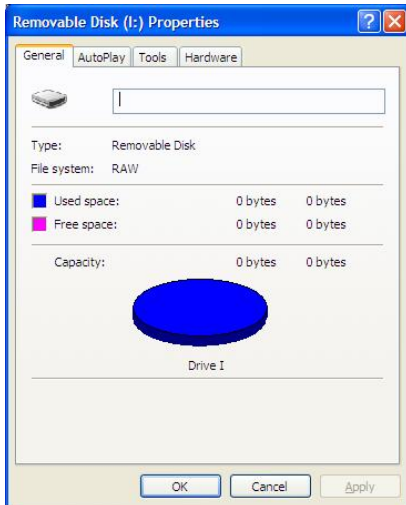 Removable Disk (I:) Properties
General AutoPlay Tools Hardware
Type: Removable Disk
File system: RAW
Used space: 0 bytes 0 bytes
Free space: 0 bytes 0 bytes
Capacity: 0 bytes 0 bytes
Drive I
OK Cancel Apply